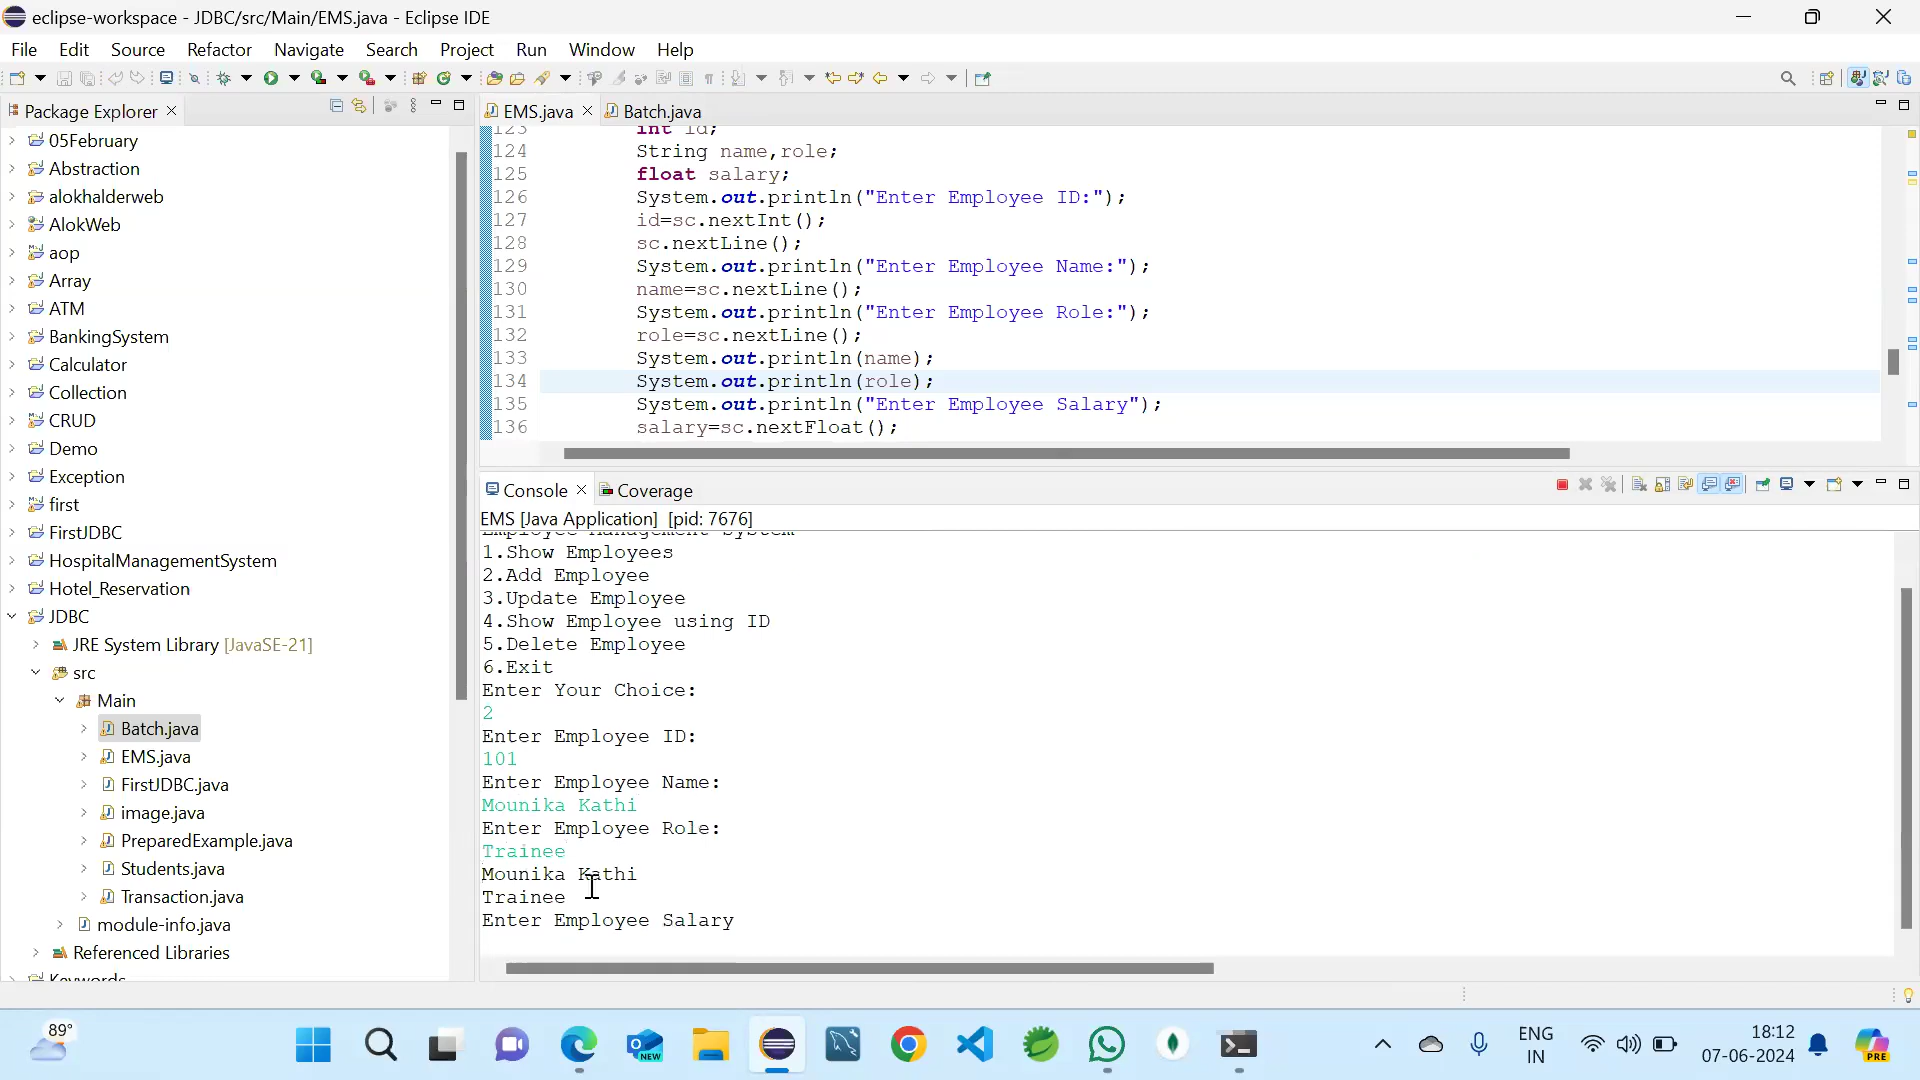 eclipse-workspace - JDBC/src/Main/EMS.java - Eclipse IDE
File Edit Source Refactor Navigate Search Project Run Window Help
Package Explorer
05February
Abstraction
alokhalderweb
AlokWeb
aop
Array
ATM
BankingSystem
Calculator
Collection
CRUD
Demo
Exception
first
FirstJDBC
HospitalManagementSystem
Hotel_Reservation
JDBC
JRE System Library [JavaSE-21]
src
Main
Batch.java
EMS.java
FirstJDBC.java
image.java
PreparedExample.java
Students.java
Transaction.java
module-info.java
Referenced Libraries
Keywords
EMS.java Batch.java
123 int id;
124 String name,role;
125 float salary;
126 System.out.println("Enter Employee ID:");
127 id=sc.nextInt();
128 sc.nextLine();
129 System.out.println("Enter Employee Name:");
130 name=sc.nextLine();
131 System.out.println("Enter Employee Role:");
132 role=sc.nextLine();
133 System.out.println(name);
134 System.out.println(role);
135 System.out.println("Enter Employee Salary");
136 salary=sc.nextFloat();
Console Coverage
EMS [Java Application] [pid: 7676]
Employee Management System
1.Show Employees
2.Add Employee
3.Update Employee
4.Show Employee using ID
5.Delete Employee
6.Exit
Enter Your Choice:
2
Enter Employee ID:
101
Enter Employee Name:
Mounika Kathi
Enter Employee Role:
Trainee
Mounika Kathi
Trainee
Enter Employee Salary
89°
NEW
ENG
IN
18:12
07-06-2024
PRE